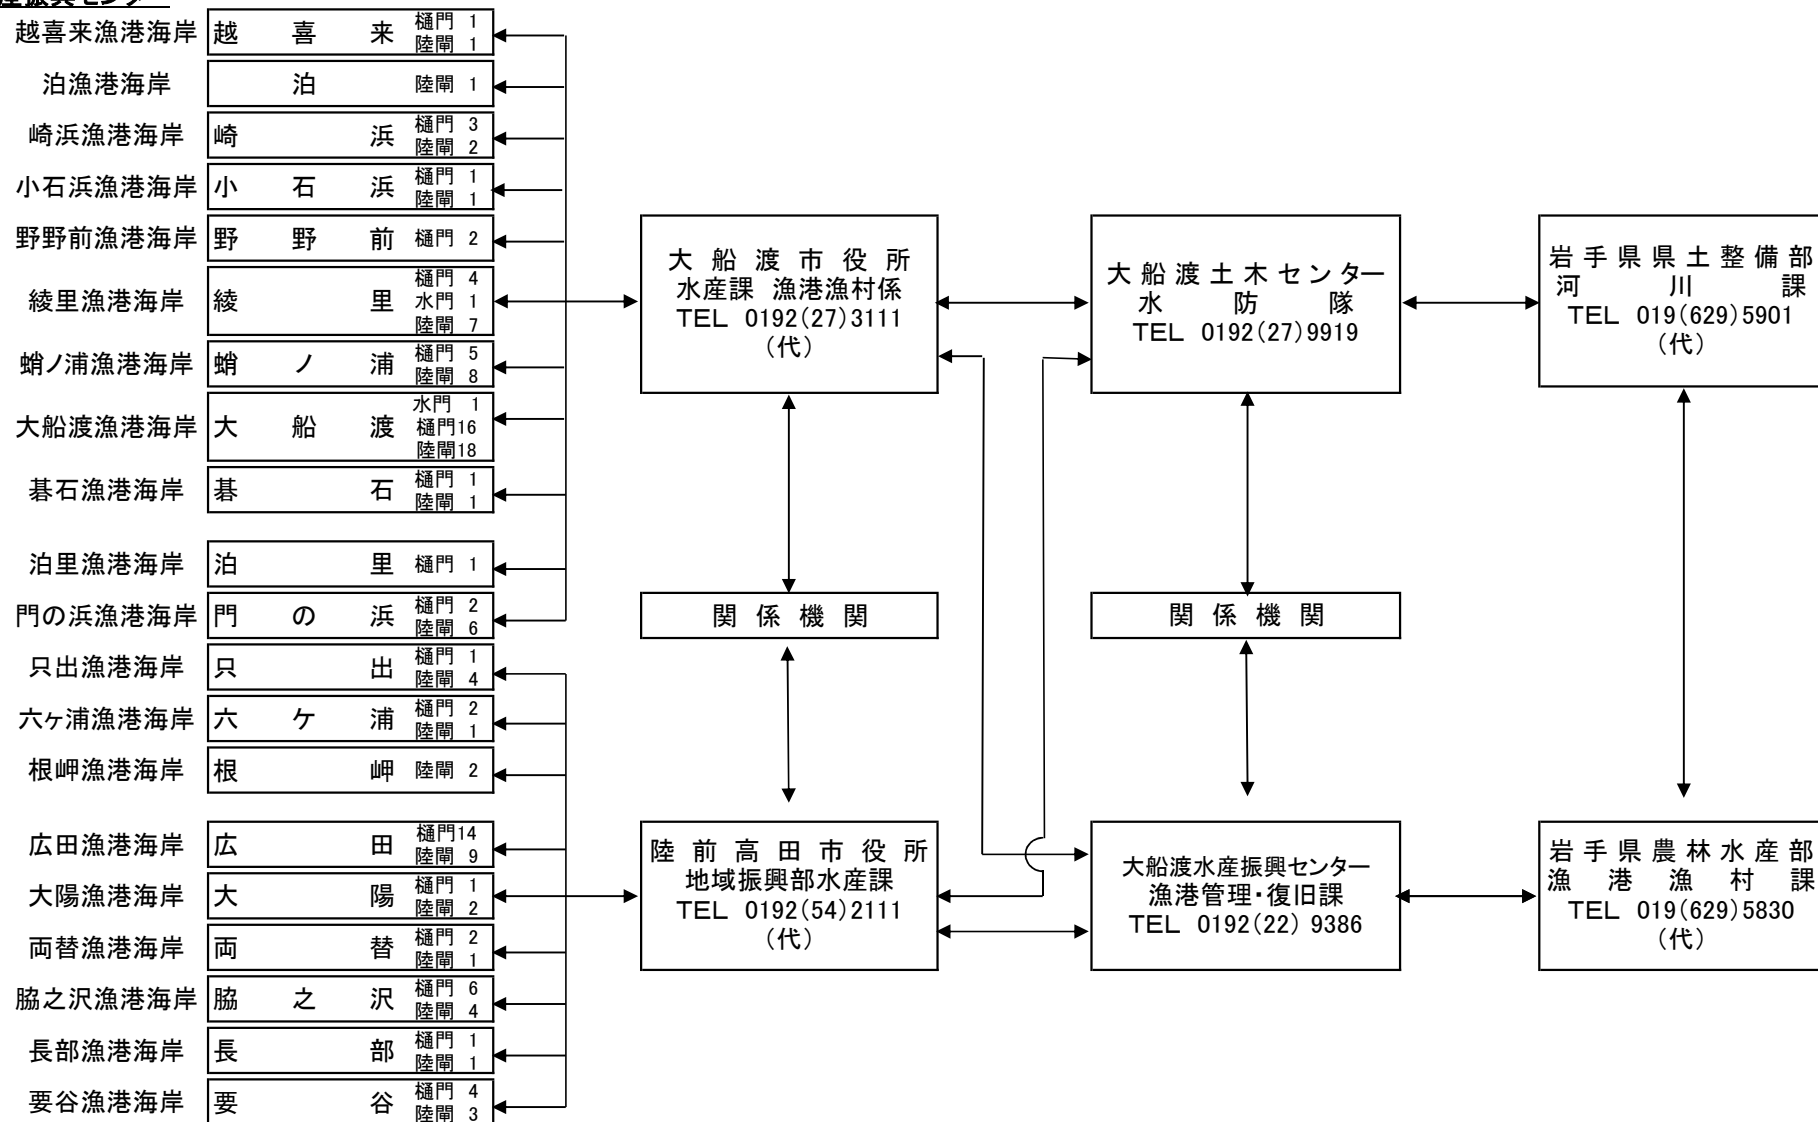 産振興センター
越喜来漁港海岸 越喜来 樋門 1
陸閘 1
泊漁港海岸 泊 陸閘 1
崎浜漁港海岸 崎浜 樋門 3
陸閘 2
小石浜漁港海岸 小石浜 樋門 1
陸閘 1
野野前漁港海岸 野野前 樋門 2
綾里漁港海岸 綾里 樋門 4
水門 1
陸閘 7
蛸ノ浦漁港海岸 蛸ノ浦 樋門 5
陸閘 8
大船渡漁港海岸 大船渡 水門 1
樋門16
陸閘18
碁石漁港海岸 碁石 樋門 1
陸閘 1
泊里漁港海岸 泊里 樋門 1
門の浜漁港海岸 門の浜 樋門 2
陸閘 6
只出漁港海岸 只出 樋門 1
陸閘 4
六ヶ浦漁港海岸 六ケ浦 樋門 2
陸閘 1
根岬漁港海岸 根岬 陸閘 2
広田漁港海岸 広田 樋門14
陸閘 9
大陽漁港海岸 大陽 樋門 1
陸閘 2
両替漁港海岸 両替 樋門 2
陸閘 1
脇之沢漁港海岸 脇之沢 樋門 6
陸閘 4
長部漁港海岸 長部 樋門 1
陸閘 1
要谷漁港海岸 要谷 樋門 4
陸閘 3
大船渡市役所
水産課 漁港漁村係
TEL 0192(27)3111
(代)
関係機関
陸前高田市役所
地域振興部水産課
TEL 0192(54)2111
(代)
大船渡土木センター
水防隊
TEL 0192(27)9919
関係機関
大船渡水産振興センター
漁港管理・復旧課
TEL 0192(22) 9386
岩手県県土整備部
河川課
TEL 019(629)5901
(代)
岩手県農林水産部
漁港漁村課
TEL 019(629)5830
(代)